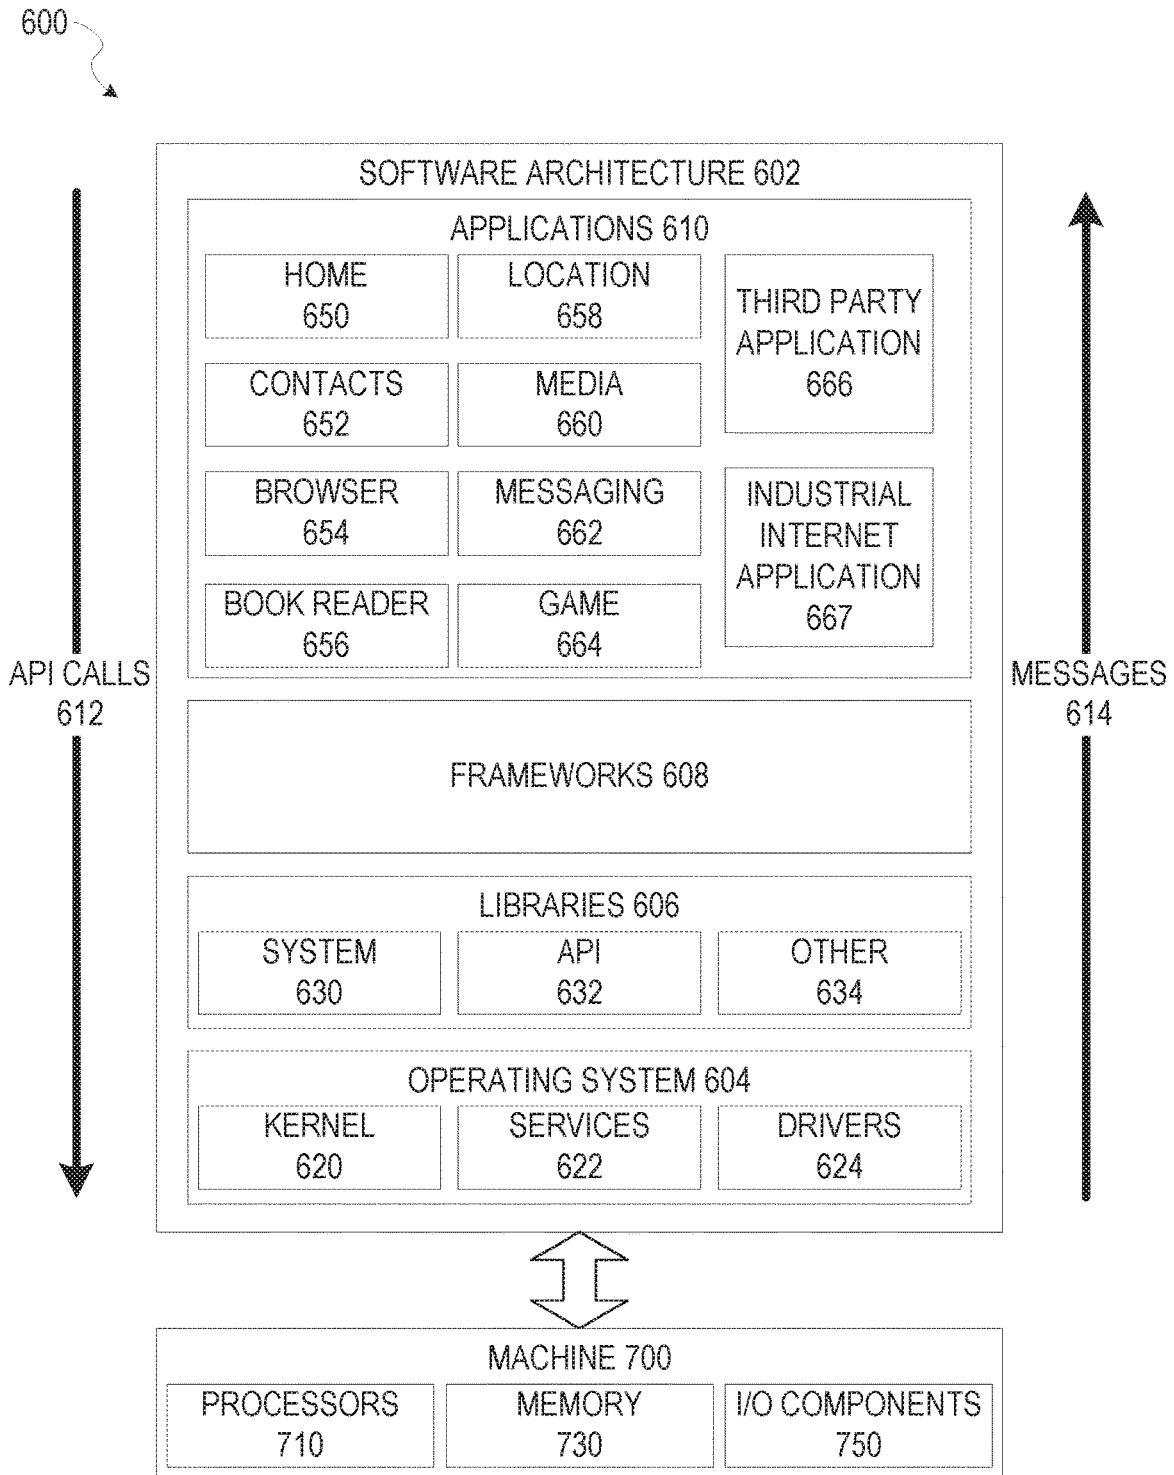 600
SOFTWARE ARCHITECTURE 602
APPLICATIONS 610
HOME
650
LOCATION
658
THIRD PARTY
APPLICATION
666
CONTACTS
652
MEDIA
660
BROWSER
654
MESSAGING
662
INDUSTRIAL
INTERNET
APPLICATION
667
BOOK READER
656
GAME
664
API CALLS
612
MESSAGES
614
FRAMEWORKS 608
LIBRARIES 606
SYSTEM
630
API
632
OTHER
634
OPERATING SYSTEM 604
KERNEL
620
SERVICES
622
DRIVERS
624
MACHINE 700
PROCESSORS
710
MEMORY
730
I/O COMPONENTS
750